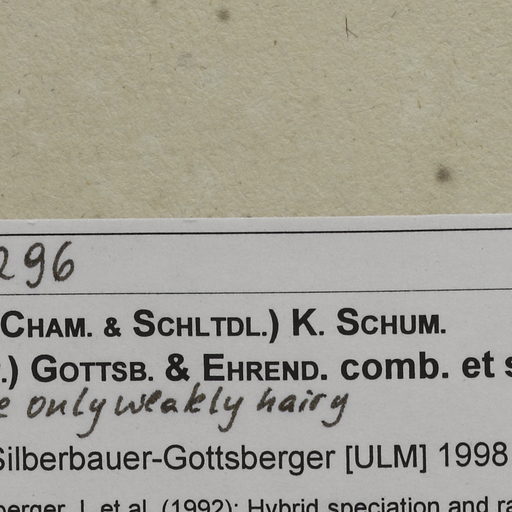 296
CHAM. & SCHLTDL.) K. SCHUM.
.) GOTTSB. & EHREND. comb. et
only weakly hairy
Silberbauer-Gottsberger [ULM] 1998
berger, I. et al. (1992): Hybrid speciation and